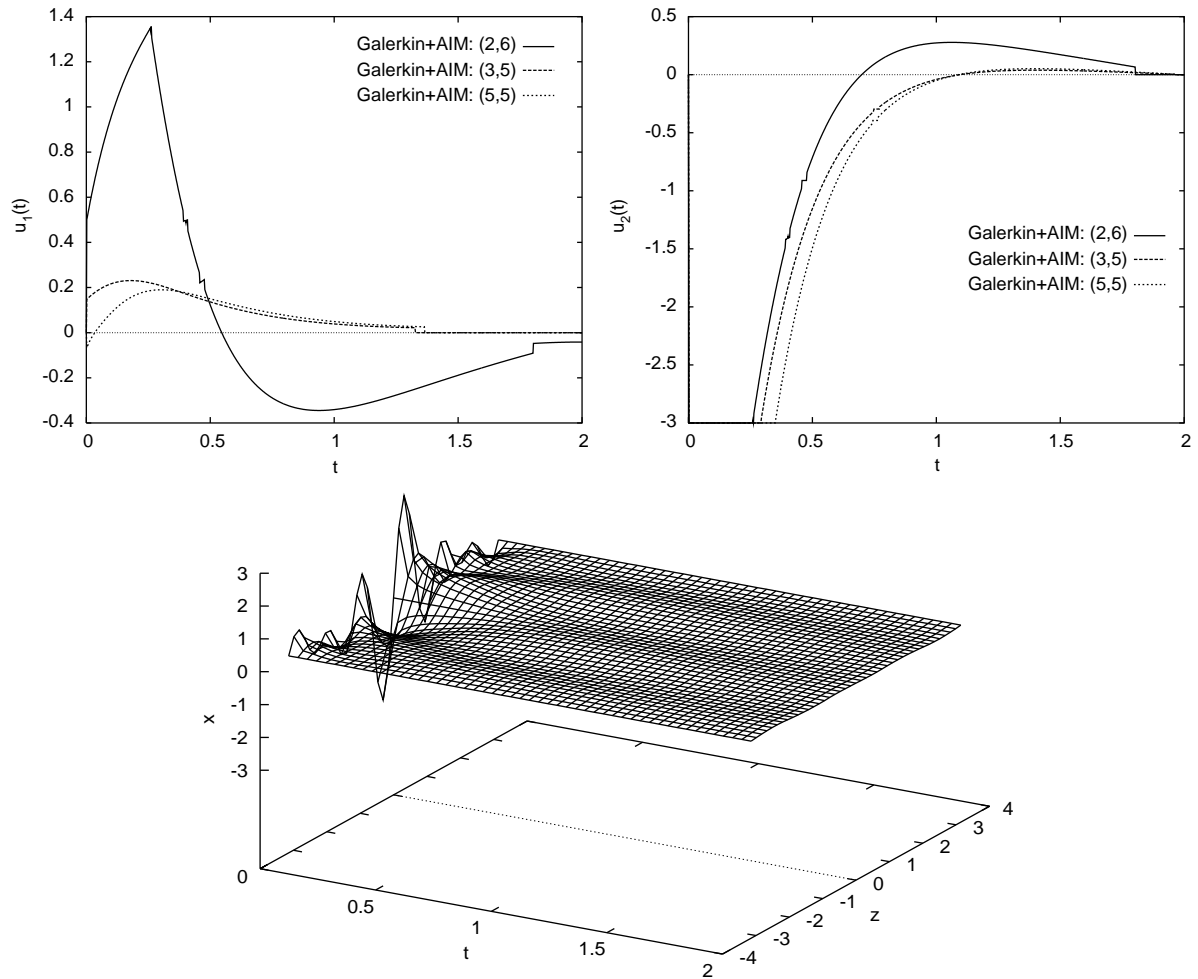 1.4
1.2
1
0.8
0.6
0.4
0.2
0
-0.2
-0.4
u_1(t)
Galerkin+AIM: (2,6)
Galerkin+AIM: (3,5)
Galerkin+AIM: (5,5)
0 0.5 1 1.5 2
t
0.5
0
-0.5
-1
-1.5
-2
-2.5
-3
u_2(t)
Galerkin+AIM: (2,6)
Galerkin+AIM: (3,5)
Galerkin+AIM: (5,5)
0 0.5 1 1.5 2
t
3
2
1
0
-1
-2
-3
x
0
0.5
1
1.5
2
t
-4
-3
-2
-1
0
1
2
3
4
z